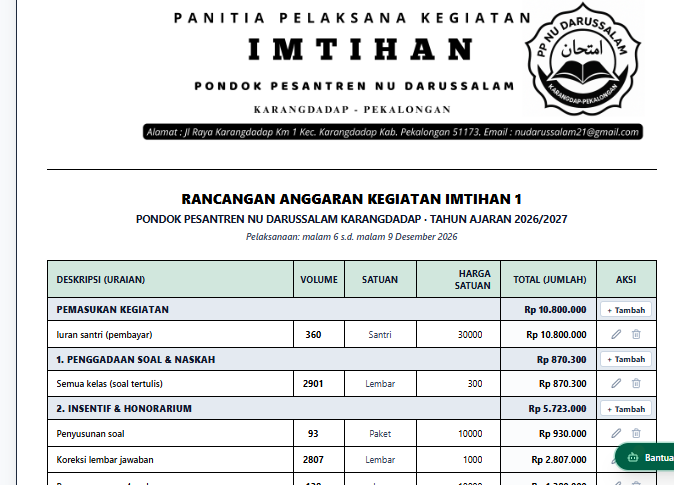 PANITIA PELAKSANA KEGIATAN
IMTIHAN
PONDOK PESANTREN NU DARUSSALAM
KARANGDADAP - PEKALONGAN
PP NU DARUSSALAM
امتحان
KARANGDAP-PEKALONGAN
Alamat : Jl Raya Karangdadap Km 1 Kec. Karangdadap Kab. Pekalongan 51173. Email : nudarussalam21@gmail.com
RANCANGAN ANGGARAN KEGIATAN IMTIHAN 1
PONDOK PESANTREN NU DARUSSALAM KARANGDADAP · TAHUN AJARAN 2026/2027
Pelaksanaan: malam 6 s.d. malam 9 Desember 2026
DESKRIPSI (URAIAN) VOLUME SATUAN HARGA SATUAN TOTAL (JUMLAH) AKSI
PEMASUKAN KEGIATAN Rp 10.800.000 + Tambah
Iuran santri (pembayar) 360 Santri 30000 Rp 10.800.000
1. PENGGADAAN SOAL & NASKAH Rp 870.300 + Tambah
Semua kelas (soal tertulis) 2901 Lembar 300 Rp 870.300
2. INSENTIF & HONORARIUM Rp 5.723.000 + Tambah
Penyusunan soal 93 Paket 10000 Rp 930.000
Koreksi lembar jawaban 2807 Lembar 1000 Rp 2.807.000
Bantua